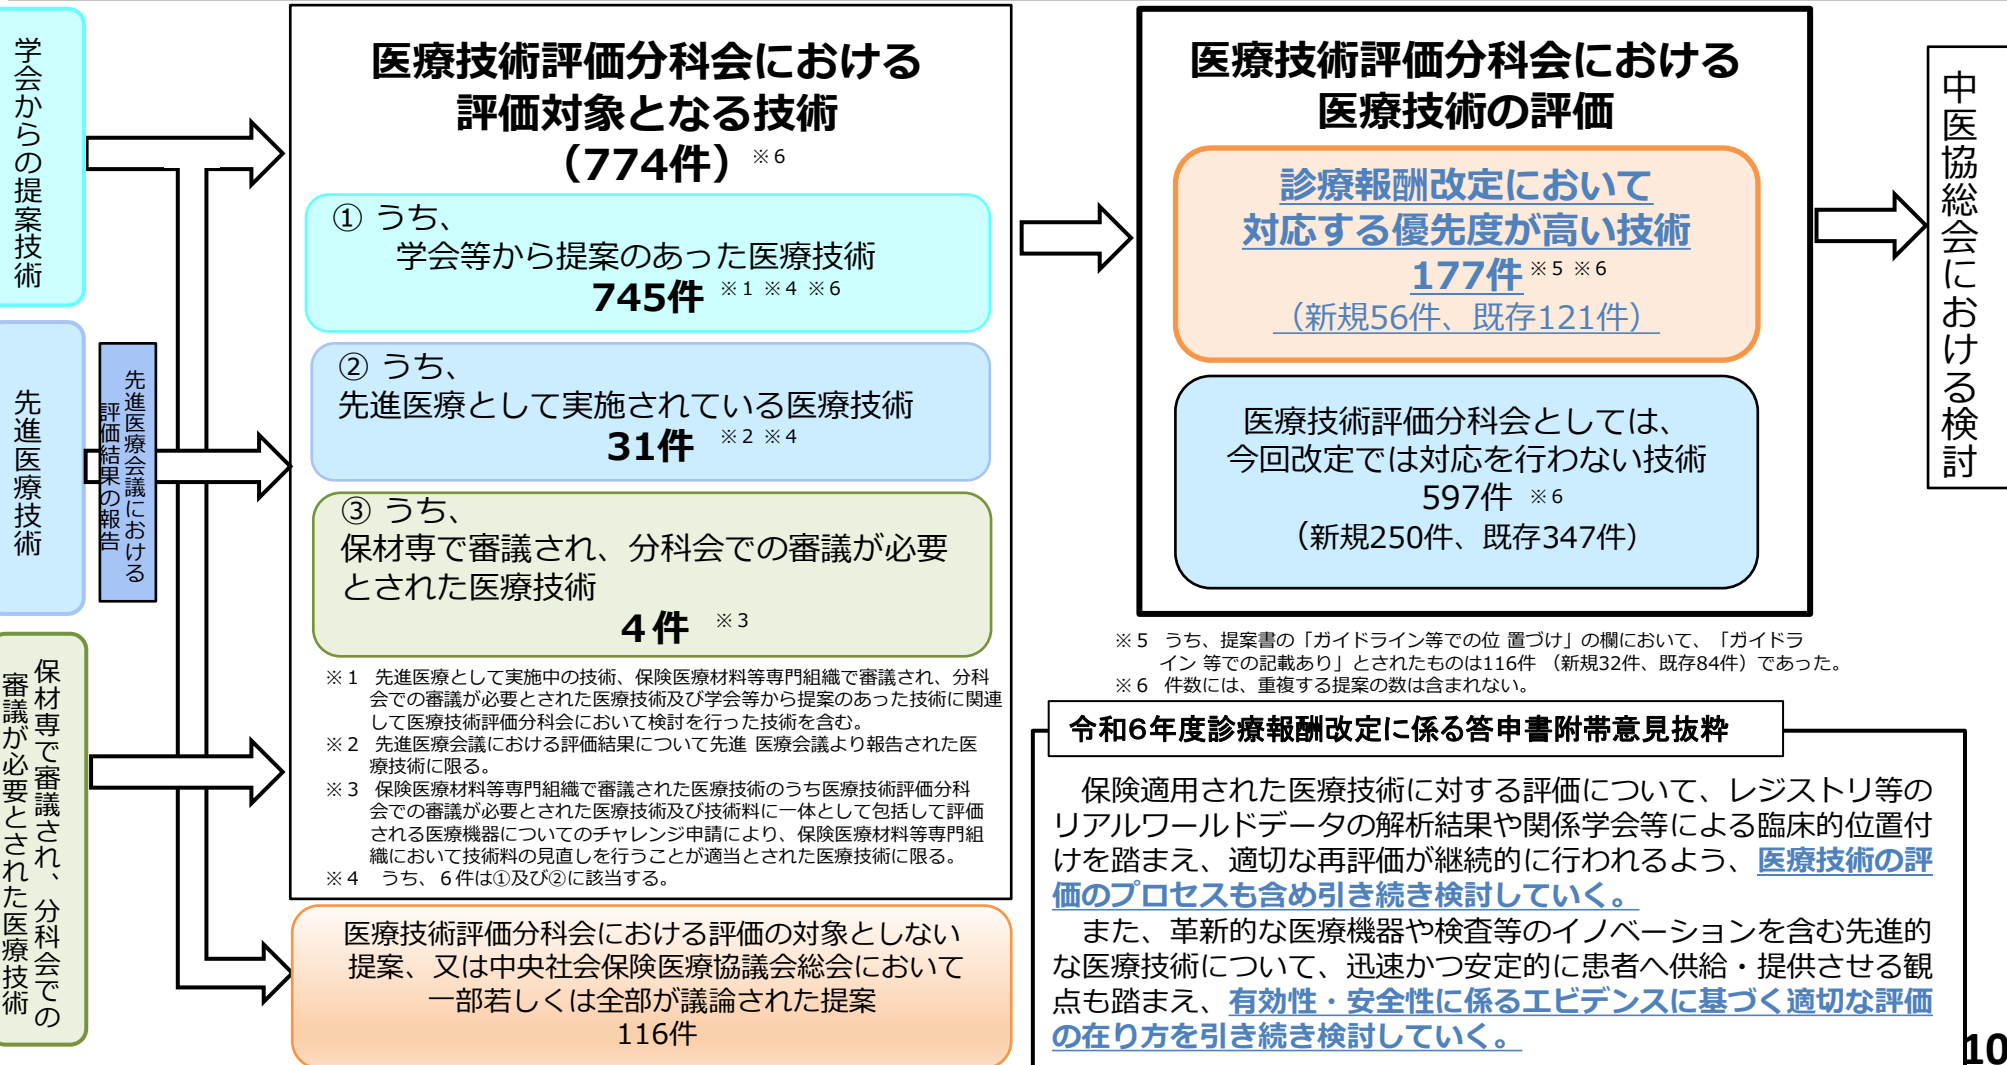 学会からの提案技術
先進医療技術
先進医療会議における
評価結果の報告
保材専で審議され、分科会での
審議が必要とされた医療技術
医療技術評価分科会における
評価対象となる技術
（774件）※6
① うち、
学会等から提案のあった医療技術
745件 ※1 ※4 ※6
② うち、
先進医療として実施されている医療技術
31件 ※2 ※4
③ うち、
保材専で審議され、分科会での審議が必要
とされた医療技術
4件 ※3
※1 先進医療として実施中の技術、保険医療材料等専門組織で審議され、分科
会での審議が必要とされた医療技術及び学会等から提案のあった技術に関連
して医療技術評価分科会において検討を行った技術を含む。
※2 先進医療会議における評価結果について先進 医療会議より報告された医
療技術に限る。
※3 保険医療材料等専門組織で審議された医療技術のうち医療技術評価分科
会での審議が必要とされた医療技術及び技術料に一体として包括して評価
される医療機器についてのチャレンジ申請により、保険医療材料等専門組
織において技術料の見直しを行うことが適当とされた医療技術に限る。
※4 うち、6件は①及び②に該当する。
医療技術評価分科会における評価の対象としない
提案、又は中央社会保険医療協議会総会において
一部若しくは全部が議論された提案
116件
医療技術評価分科会における
医療技術の評価
診療報酬改定において
対応する優先度が高い技術
177件 ※5 ※6
（新規56件、既存121件）
医療技術評価分科会としては、
今回改定では対応を行わない技術
597件 ※6
（新規250件、既存347件）
中医協総会における検討
※5 うち、提案書の「ガイドライン等での位 置づけ」の欄において、「ガイドラ
イン 等での記載あり」とされたものは116件 （新規32件、既存84件）であった。
※6 件数には、重複する提案の数は含まれない。
令和6年度診療報酬改定に係る答申書附帯意見抜粋
保険適用された医療技術に対する評価について、レジストリ等の
リアルワールドデータの解析結果や関係学会等による臨床的位置付
けを踏まえ、適切な再評価が継続的に行われるよう、医療技術の評
価のプロセスも含め引き続き検討していく。
また、革新的な医療機器や検査等のイノベーションを含む先進的
な医療技術について、迅速かつ安定的に患者へ供給・提供させる観
点も踏まえ、有効性・安全性に係るエビデンスに基づく適切な評価
の在り方を引き続き検討していく。
10